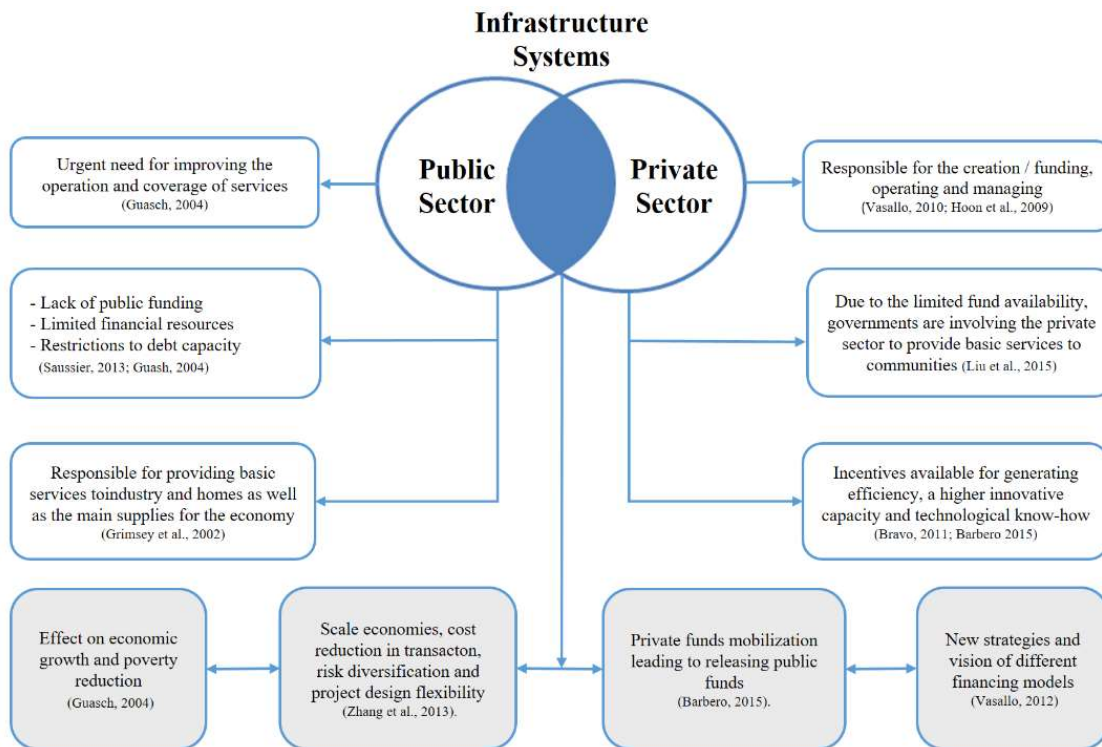 Infrastructure
Systems
Public
Sector
Private
Sector
Urgent need for improving the
operation and coverage of services
(Guasch, 2004)
Responsible for the creation / funding,
operating and managing
(Vasallo, 2010; Hoon et al., 2009)
- Lack of public funding
- Limited financial resources
- Restrictions to debt capacity
(Saussier, 2013; Guash, 2004)
Due to the limited fund availability,
governments are involving the private
sector to provide basic services to
communities (Liu et al., 2015)
Responsible for providing basic
services toindustry and homes as well
as the main supplies for the economy
(Grimsey et al., 2002)
Incentives available for generating
efficiency, a higher innovative
capacity and technological know-how
(Bravo, 2011; Barbero 2015)
Effect on economic
growth and poverty
reduction
(Guasch, 2004)
Scale economies, cost
reduction in transacton,
risk diversification and
project design flexibility
(Zhang et al., 2013).
Private funds mobilization
leading to releasing public
funds
(Barbero, 2015).
New strategies and
vision of different
financing models
(Vasallo, 2012)